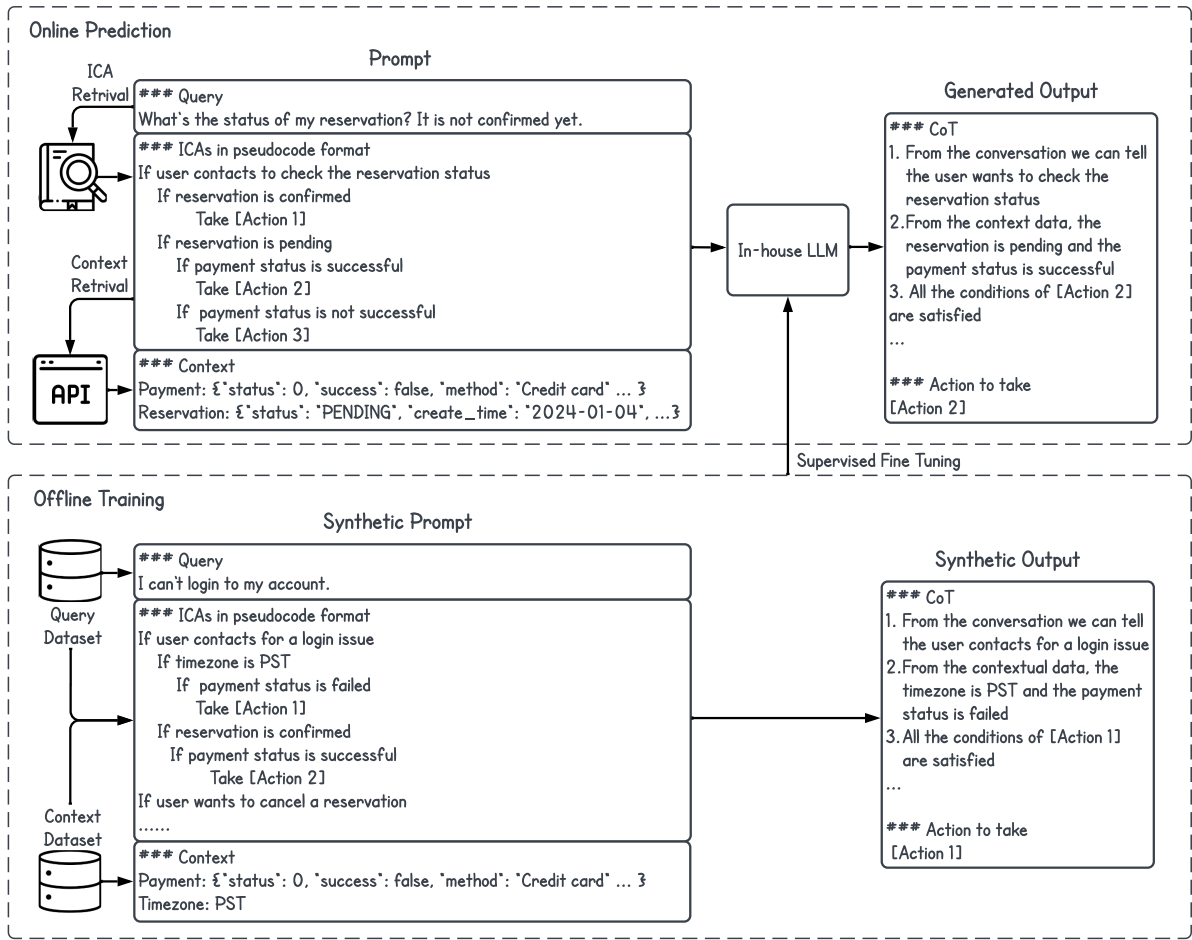 Online Prediction
Prompt
ICA
Retrival
### Query
What's the status of my reservation? It is not confirmed yet.
### ICAs in pseudocode format
If user contacts to check the reservation status
If reservation is confirmed
Take [Action 1]
If reservation is pending
If payment status is successful
Take [Action 2]
If payment status is not successful
Take [Action 3]
Context
Retrival
API
### Context
Payment: {"status": 0, "success": false, "method": "Credit card" ... }
Reservation: {"status": "PENDING", "create_time": "2024-01-04", ...}
In-house LLM
Generated Output
### CoT
1. From the conversation we can tell
the user wants to check the
reservation status
2.From the context data, the
reservation is pending and the
payment status is successful
3. All the conditions of [Action 2]
are satisfied
...
### Action to take
[Action 2]
Supervised Fine Tuning
Offline Training
Synthetic Prompt
Query
Dataset
### Query
I can't login to my account.
### ICAs in pseudocode format
If user contacts for a login issue
If timezone is PST
If payment status is failed
Take [Action 1]
If reservation is confirmed
If payment status is successful
Take [Action 2]
If user wants to cancel a reservation
......
Context
Dataset
### Context
Payment: {"status": 0, "success": false, "method": "Credit card" ... }
Timezone: PST
Synthetic Output
### CoT
1. From the conversation we can tell
the user contacts for a login issue
2.From the contextual data, the
timezone is PST and the payment
status is failed
3.All the conditions of [Action 1]
are satisfied
...
### Action to take
[Action 1]